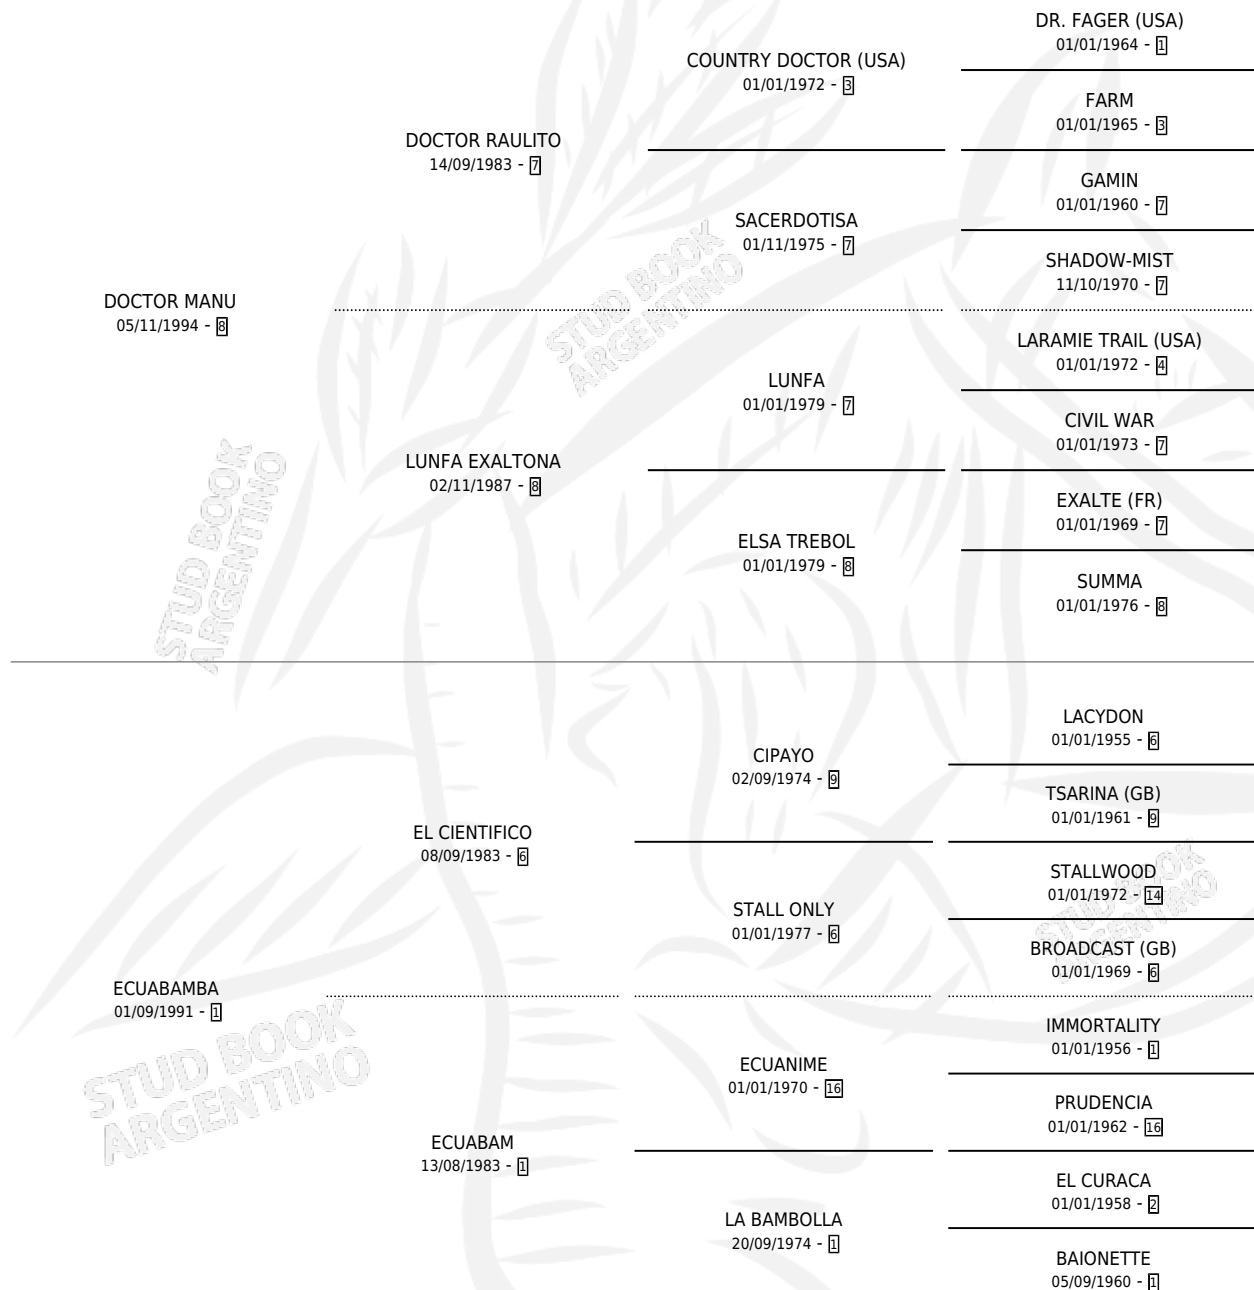 DR. FAGER (USA)
01/01/1964 - 1
COUNTRY DOCTOR (USA)
01/01/1972 - 3
FARM
01/01/1965 - 3
DOCTOR RAULITO
14/09/1983 - 7
GAMIN
01/01/1960 - 7
SACERDOTISA
01/11/1975 - 7
SHADOW-MIST
11/10/1970 - 7
DOCTOR MANU
05/11/1994 - 8
LARAMIE TRAIL (USA)
01/01/1972 - 4
LUNFA
01/01/1979 - 7
CIVIL WAR
01/01/1973 - 7
LUNFA EXALTONA
02/11/1987 - 8
EXALTE (FR)
01/01/1969 - 7
ELSA TREBOL
01/01/1979 - 8
SUMMA
01/01/1976 - 8
LACYDON
01/01/1955 - 6
CIPAYO
02/09/1974 - 9
TSARINA (GB)
01/01/1961 - 9
EL CIENTIFICO
08/09/1983 - 6
STALLWOOD
01/01/1972 - 14
STALL ONLY
01/01/1977 - 6
BROADCAST (GB)
01/01/1969 - 6
ECUABAMBA
01/09/1991 - 1
IMMORTALITY
01/01/1956 - 1
ECUANIME
01/01/1970 - 16
PRUDENCIA
01/01/1962 - 16
ECUABAM
13/08/1983 - 1
EL CURACA
01/01/1958 - 2
LA BAMBOLLA
20/09/1974 - 1
BAIONETTE
05/09/1960 - 1
STUD BOOK
ARGENTINO
STUD BOOK
ARGENTINO
STUD BOOK
ARGENTINO
STUD BOOK
ARGENTINO